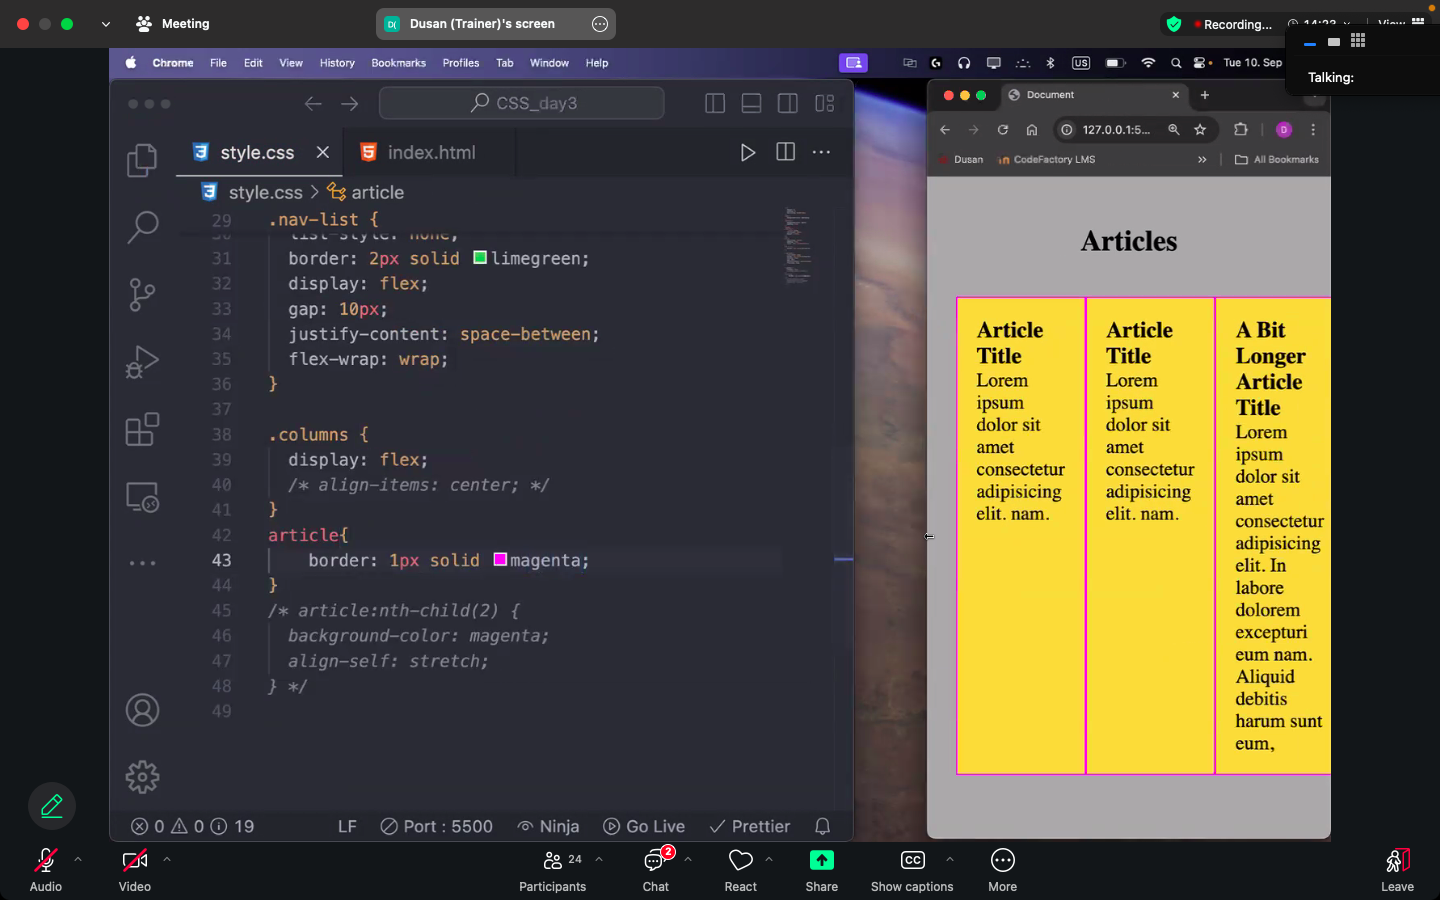 Meeting
D( Dusan (Trainer)'s screen
Recording...
14:23
View
Talking:
Chrome File Edit View History Bookmarks Profiles Tab Window Help
US
Tue 10. Sep
CSS_day3
style.css
index.html
style.css > article
29 .nav-list {
30 list-style: none;
31 border: 2px solid limegreen;
32 display: flex;
33 gap: 10px;
34 justify-content: space-between;
35 flex-wrap: wrap;
36 }
37
38 .columns {
39 display: flex;
40 /* align-items: center; */
41 }
42 article{
43 border: 1px solid magenta;
44 }
45 /* article:nth-child(2) {
46 background-color: magenta;
47 align-self: stretch;
48 } */
49
0 0 19 LF Port : 5500 Ninja Go Live Prettier
Document
127.0.0.1:5...
D
Dusan
CodeFactory LMS
»
All Bookmarks
Articles
Article
Title
Lorem
ipsum
dolor sit
amet
consectetur
adipisicing
elit. nam.
Article
Title
Lorem
ipsum
dolor sit
amet
consectetur
adipisicing
elit. nam.
A Bit
Longer
Article
Title
Lorem
ipsum
dolor sit
amet
consectetur
adipisicing
elit. In
labore
dolorem
excepturi
eum nam.
Aliquid
debitis
harum sunt
eum,
Audio
Video
24
Participants
2
Chat
React
Share
CC
Show captions
More
Leave